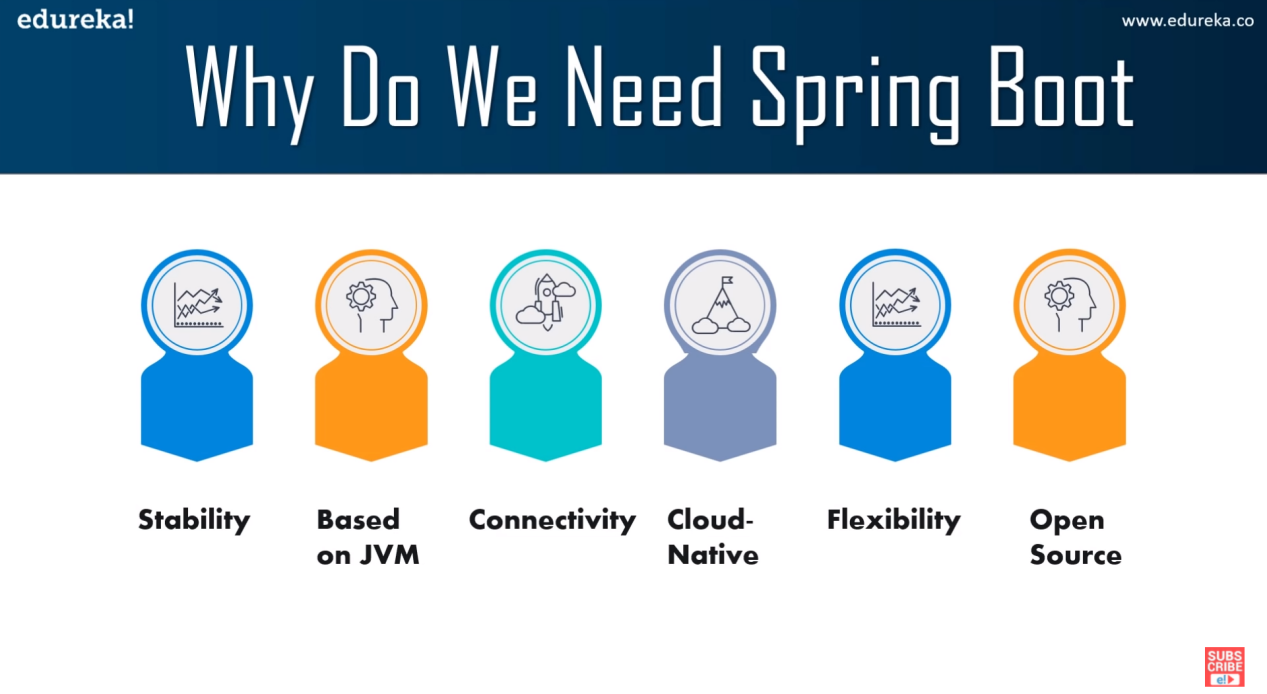 edureka!
www.edureka.co
Why Do We Need Spring Boot
Stability
Based
on JVM
Connectivity
Cloud-
Native
Flexibility
Open
Source
SUBS
CRIBE
e!